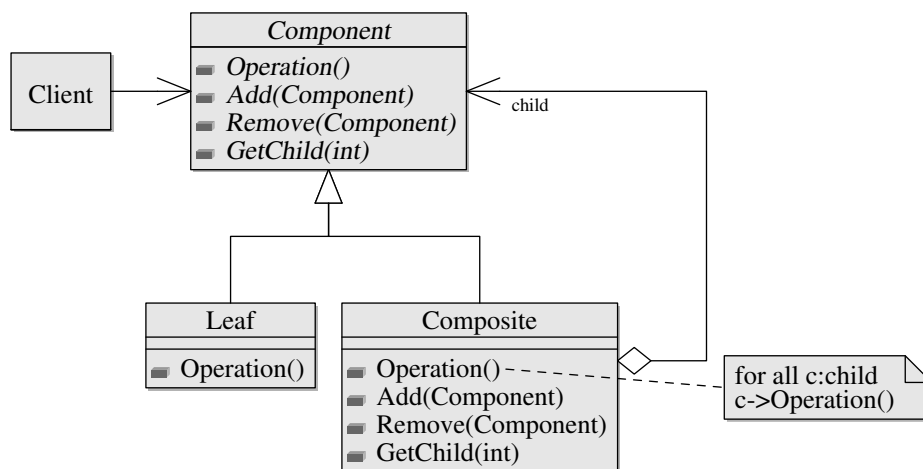 Component
Operation()
Add(Component)
Remove(Component)
GetChild(int)
Client
child
Leaf
Operation()
Composite
Operation()
Add(Component)
Remove(Component)
GetChild(int)
for all c:child
c->Operation()